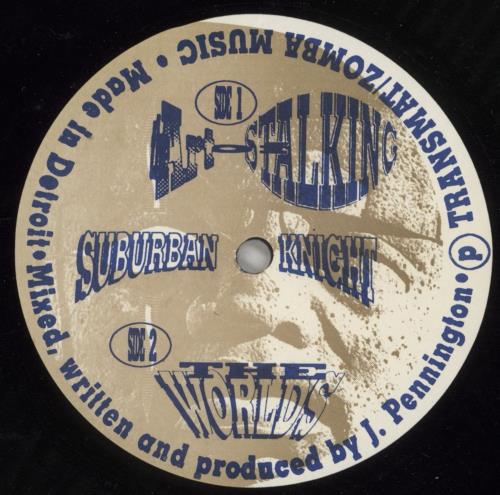 SIDE 1
Art of STALKING
SUBURBAN KNIGHT
SIDE 2
THE
WORLDS
Made in Detroit • Mixed, written and produced by J. Pennington • ℗ TRANSMAT/ZOMBA MUSIC •